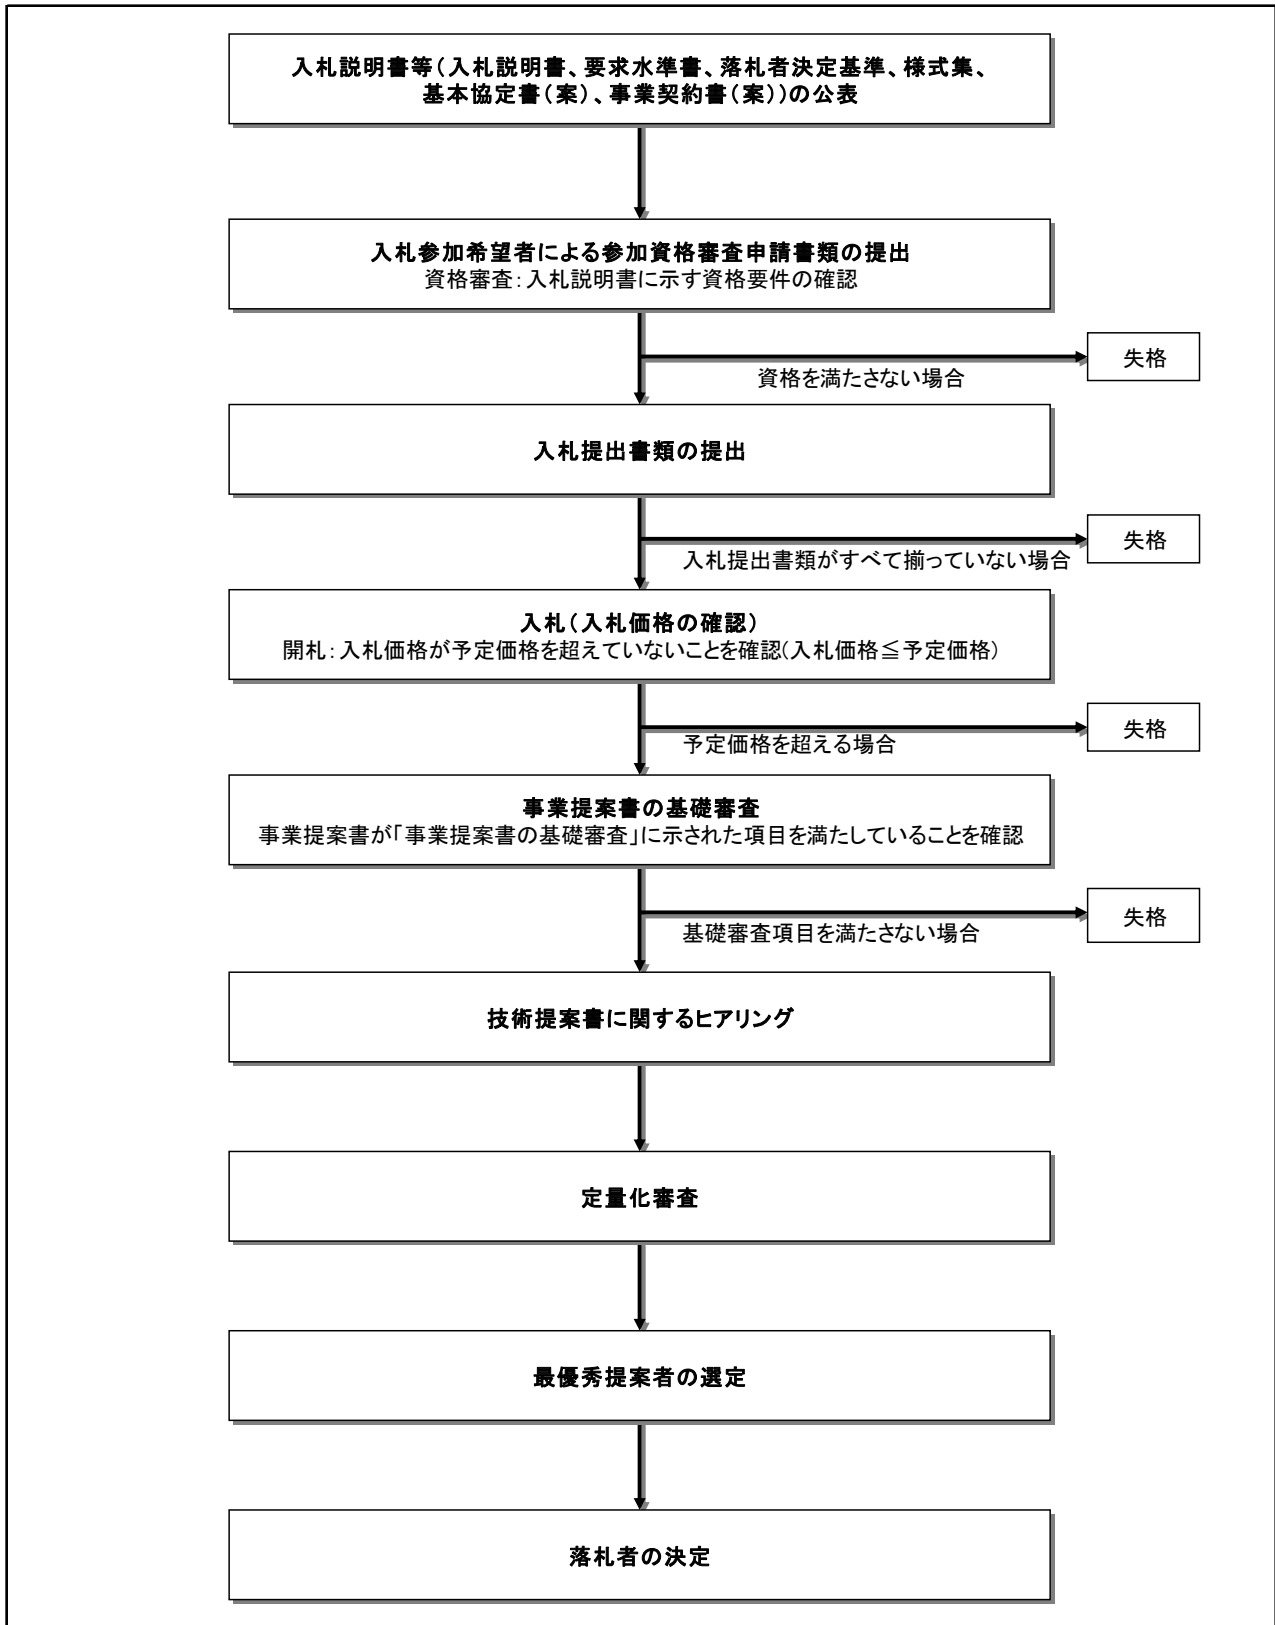 入札説明書等（入札説明書、要求水準書、落札者決定基準、様式集、
基本協定書（案）、事業契約書（案））の公表
入札参加希望者による参加資格審査申請書類の提出
資格審査：入札説明書に示す資格要件の確認
失格
資格を満たさない場合
入札提出書類の提出
失格
入札提出書類がすべて揃っていない場合
入札（入札価格の確認）
開札：入札価格が予定価格を超えていないことを確認（入札価格≦予定価格）
失格
予定価格を超える場合
事業提案書の基礎審査
事業提案書が「事業提案書の基礎審査」に示された項目を満たしていることを確認
失格
基礎審査項目を満たさない場合
技術提案書に関するヒアリング
定量化審査
最優秀提案者の選定
落札者の決定